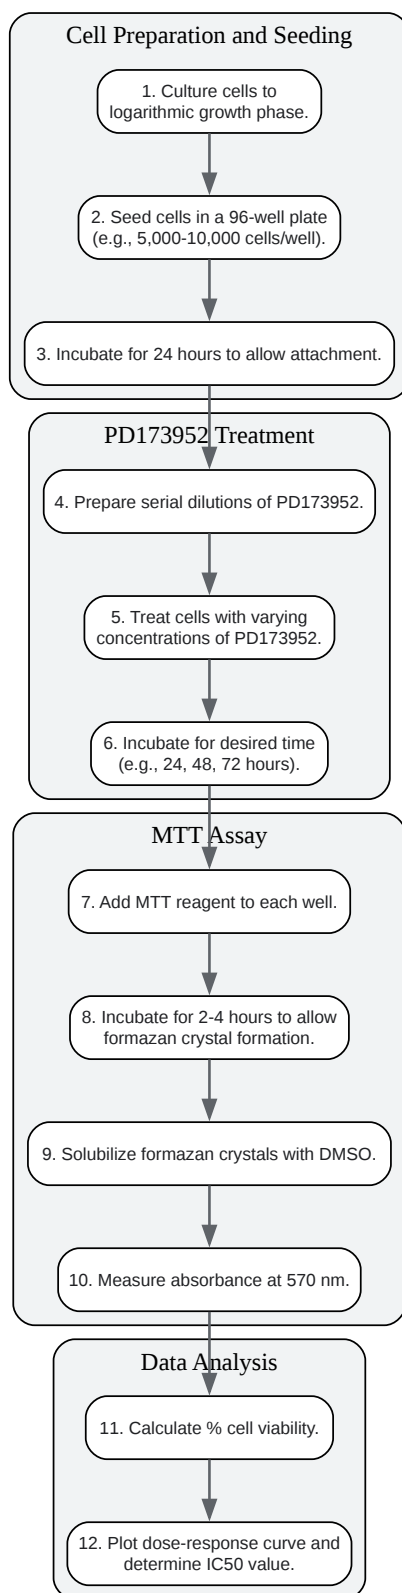 Cell Preparation and Seeding
1. Culture cells to
logarithmic growth phase.
2. Seed cells in a 96-well plate
(e.g., 5,000-10,000 cells/well).
3. Incubate for 24 hours to allow attachment.
PD173952 Treatment
4. Prepare serial dilutions of PD173952.
5. Treat cells with varying
concentrations of PD173952.
6. Incubate for desired time
(e.g., 24, 48, 72 hours).
MTT Assay
7. Add MTT reagent to each well.
8. Incubate for 2-4 hours to allow
formazan crystal formation.
9. Solubilize formazan crystals with DMSO.
10. Measure absorbance at 570 nm.
Data Analysis
11. Calculate % cell viability.
12. Plot dose-response curve and
determine IC50 value.